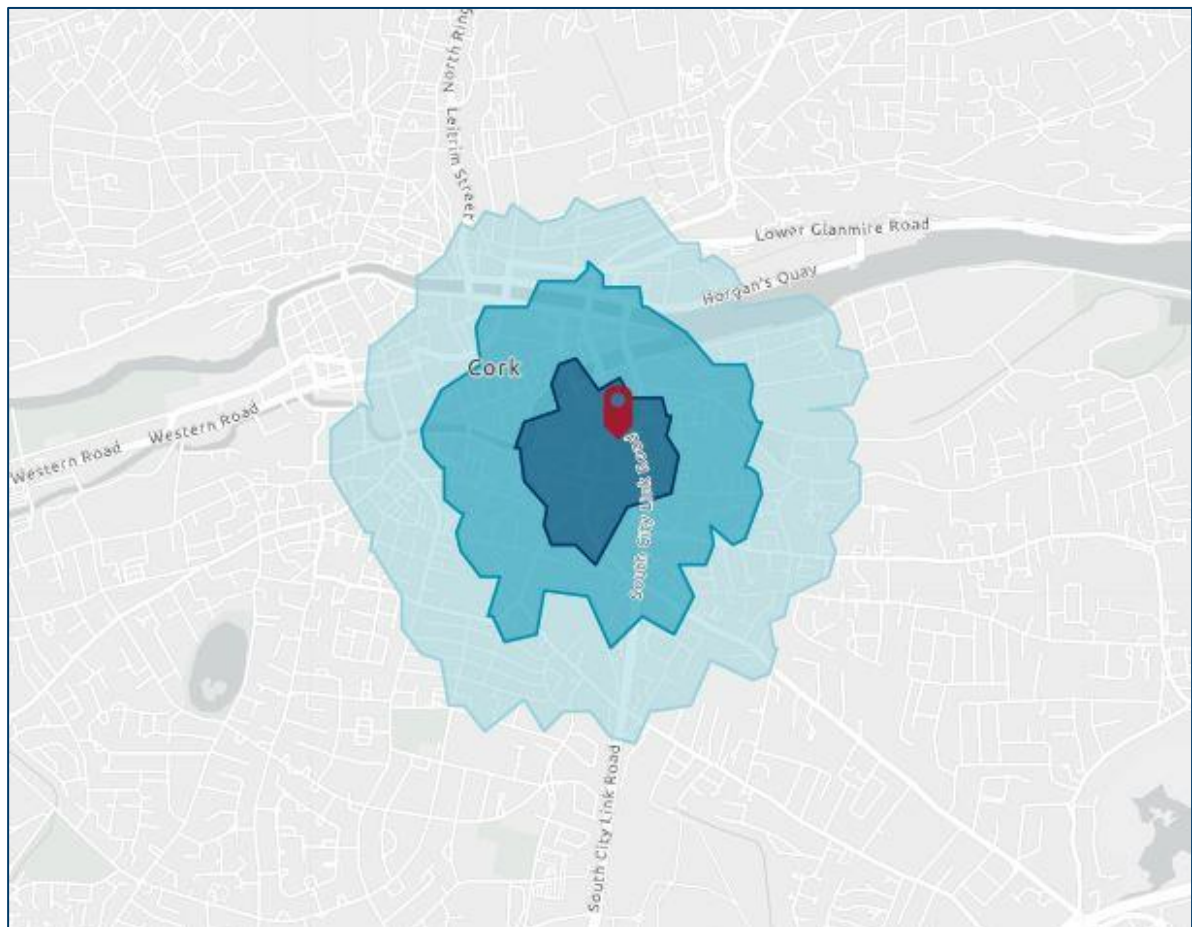 North Ring
Leitrim Street
Lower Glanmire Road
Horgan's Quay
Cork
Western Road
Western Road
South City Link Road
South City Link Road